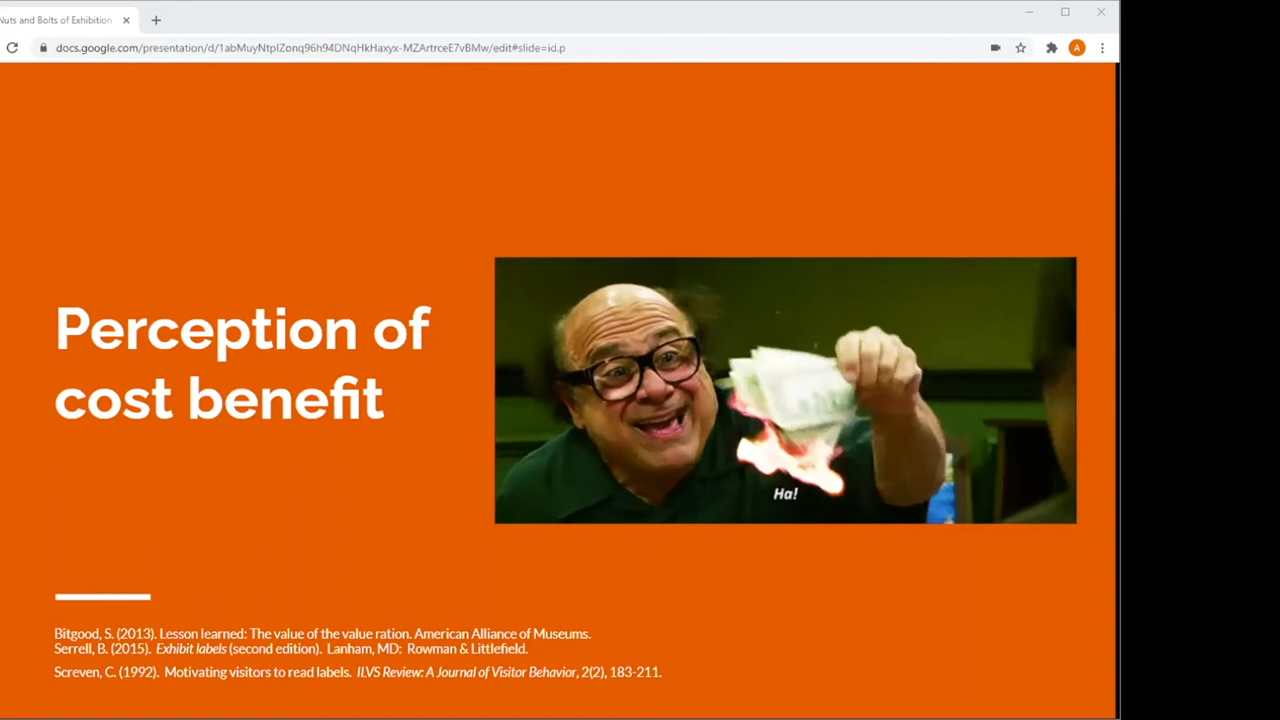 Nuts and Bolts of Exhibition
docs.google.com/presentation/d/1abMuyNtpIZonq96h94DNqHkHaxyx-MZArtrceE7vBMw/edit#slide=id.p
A
Perception of
cost benefit
Ha!
Bitgood, S. (2013). Lesson learned: The value of the value ration. American Alliance of Museums.
Serrell, B. (2015). Exhibit labels (second edition). Lanham, MD: Rowman & Littlefield.
Screven, C. (1992). Motivating visitors to read labels. ILVS Review: A Journal of Visitor Behavior, 2(2), 183-211.